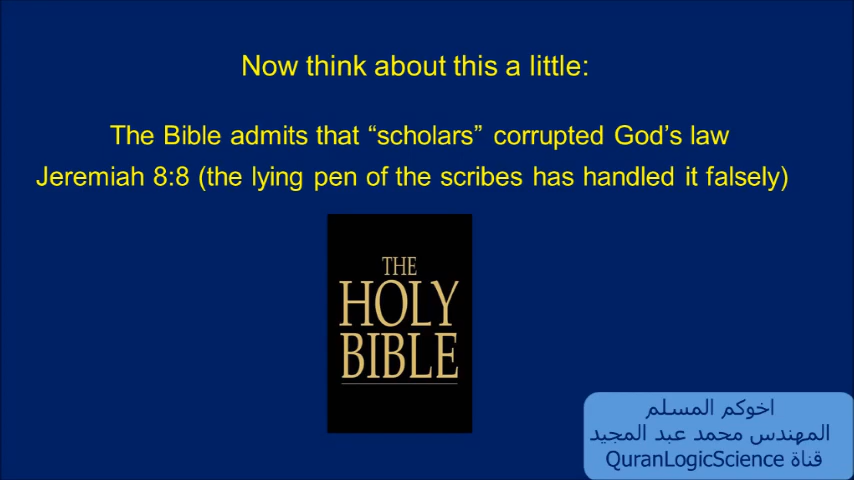 Now think about this a little:
The Bible admits that “scholars” corrupted God’s law
Jeremiah 8:8 (the lying pen of the scribes has handled it falsely)
THE
HOLY
BIBLE
اخوكم المسلم
المهندس محمد عبد المجيد
قناة QuranLogicScience